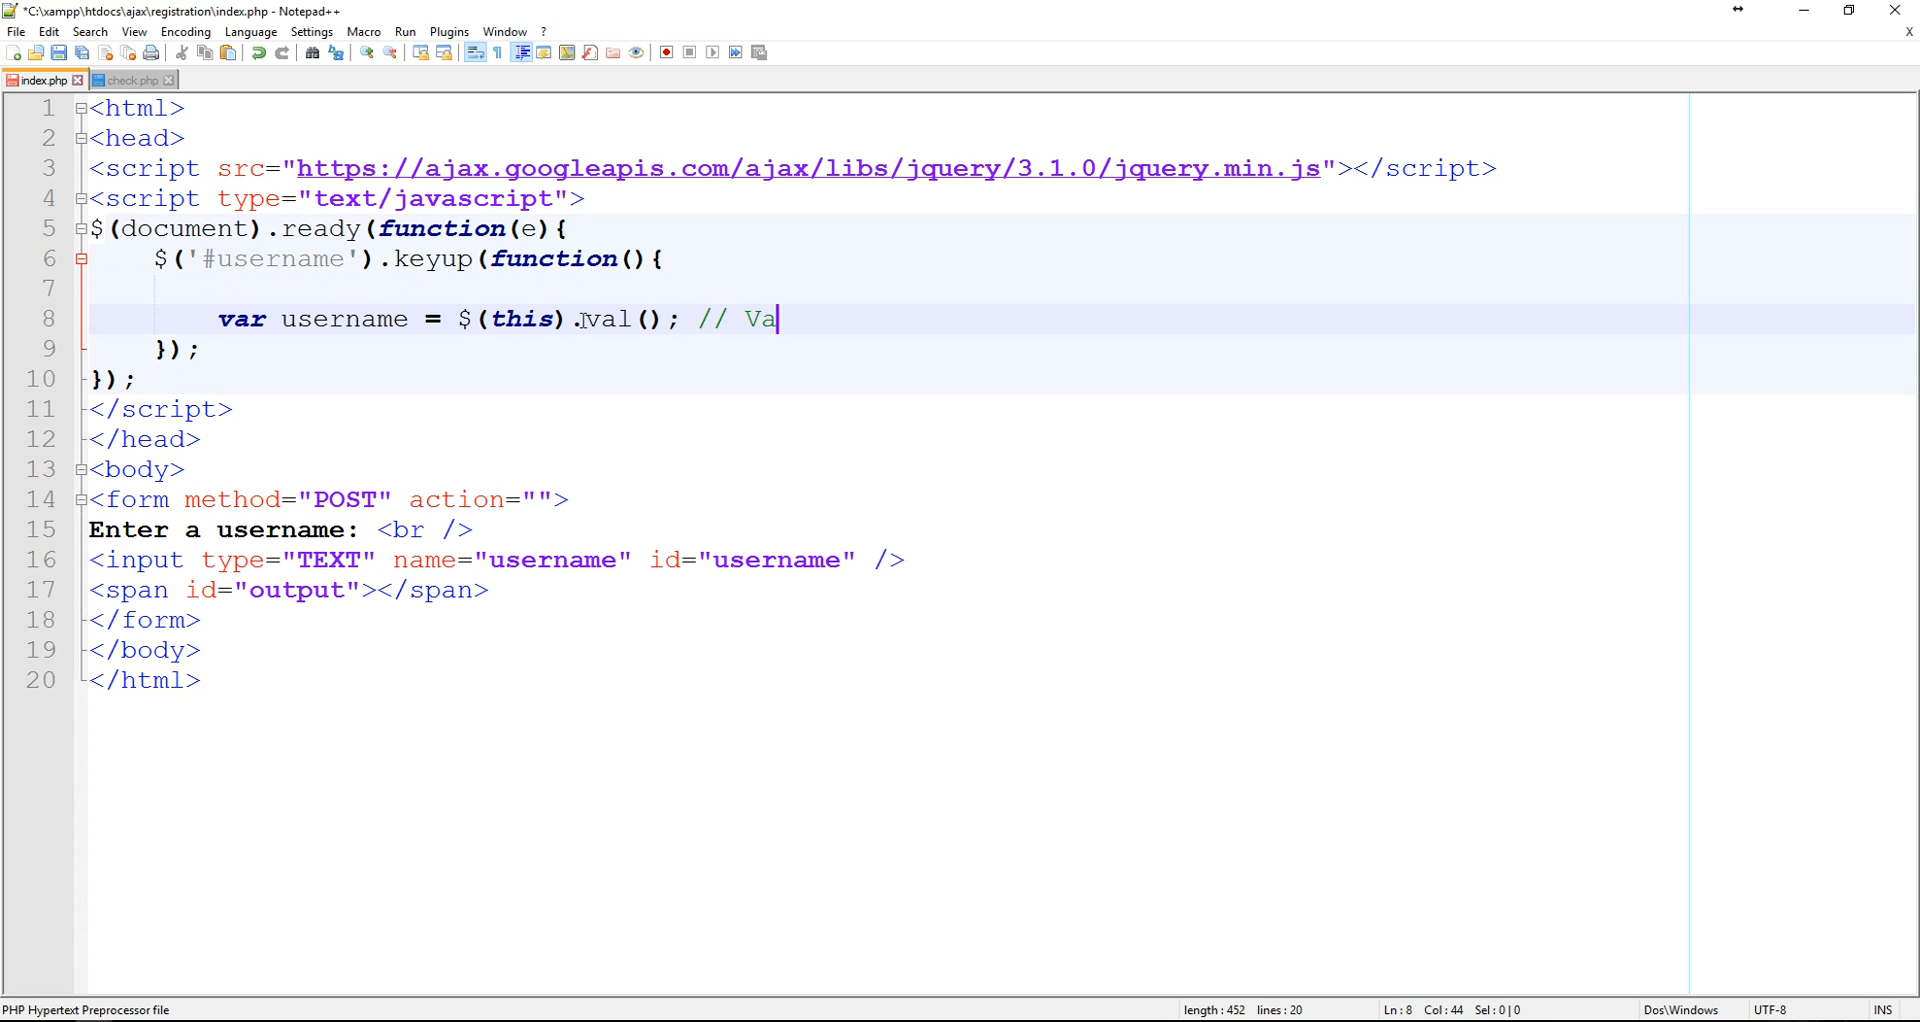 *C:\xampp\htdocs\ajax\registration\index.php - Notepad++
File Edit Search View Encoding Language Settings Macro Run Plugins Window ? X
index.php check.php
1 <html>
2 <head>
3 <script src="https://ajax.googleapis.com/ajax/libs/jquery/3.1.0/jquery.min.js"></script>
4 <script type="text/javascript">
5 $(document).ready(function(e){
6 $('#username').keyup(function(){
7
8 var username = $(this).val(); // Va
9 });
10 });
11 </script>
12 </head>
13 <body>
14 <form method="POST" action="">
15 Enter a username: <br />
16 <input type="TEXT" name="username" id="username" />
17 <span id="output"></span>
18 </form>
19 </body>
20 </html>
PHP Hypertext Preprocessor file length : 452 lines : 20 Ln : 8 Col : 44 Sel : 0 | 0 Dos\Windows UTF-8 INS